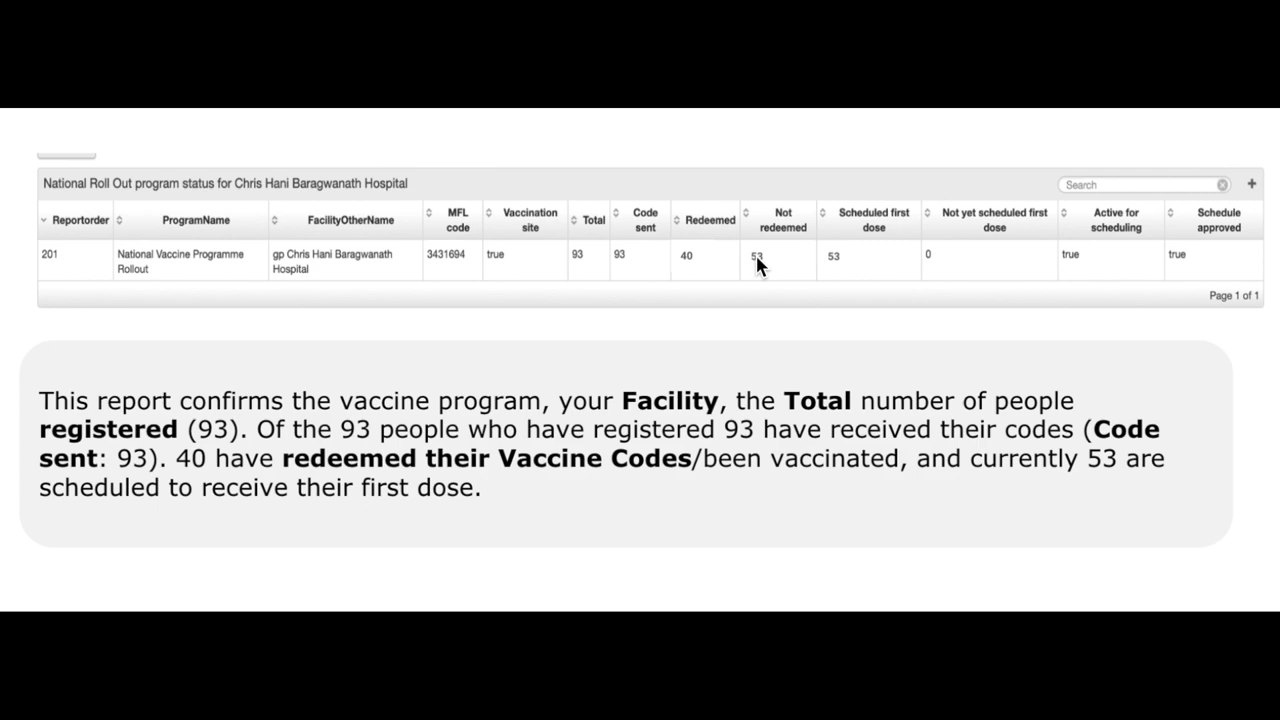 National Roll Out program status for Chris Hani Baragwanath Hospital
Search
Reportorder ProgramName FacilityOtherName MFL code Vaccination site Total Code sent Redeemed Not redeemed Scheduled first dose Not yet scheduled first dose Active for scheduling Schedule approved
201 National Vaccine Programme Rollout gp Chris Hani Baragwanath Hospital 3431694 true 93 93 40 53 53 0 true true
Page 1 of 1
This report confirms the vaccine program, your Facility, the Total number of people
registered (93). Of the 93 people who have registered 93 have received their codes (Code
sent: 93). 40 have redeemed their Vaccine Codes/been vaccinated, and currently 53 are
scheduled to receive their first dose.